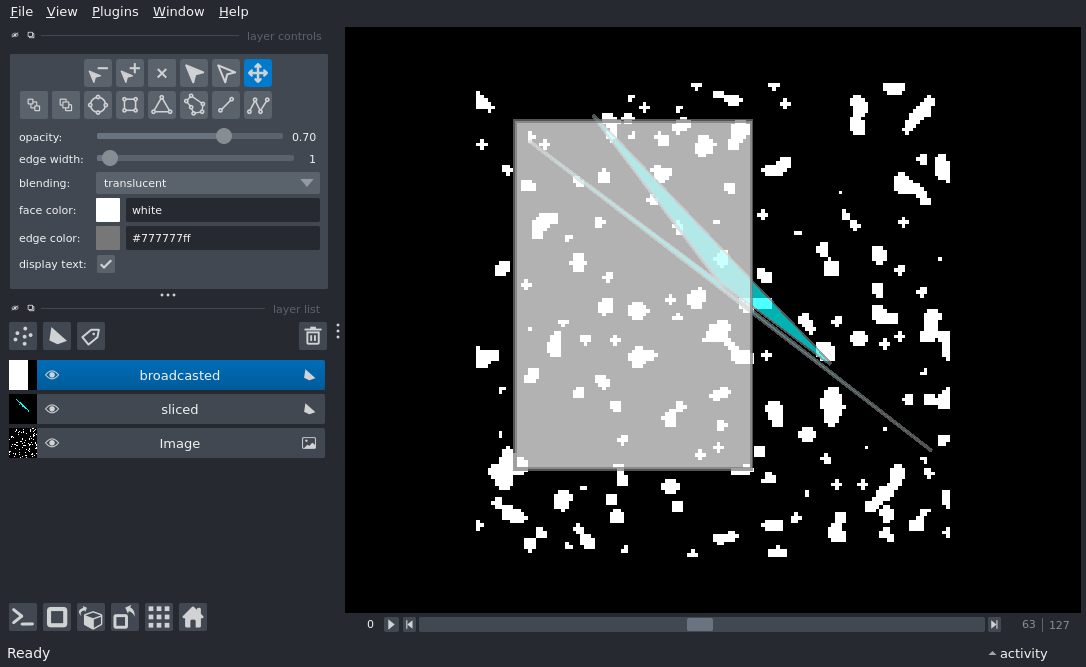 File View Plugins Window Help
layer controls
opacity: 0.70
edge width: 1
blending: translucent
face color: white
edge color: #777777ff
display text:
layer list
broadcasted
sliced
Image
0 63 127
Ready activity